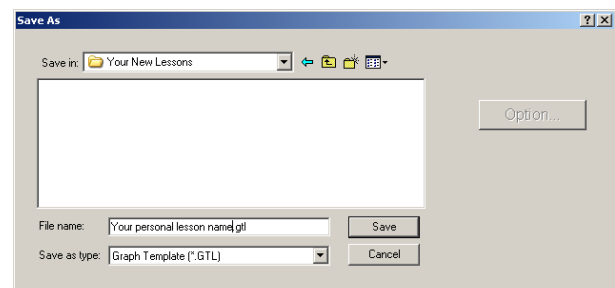 Save As
Save in: Your New Lessons
Option...
File name: Your personal lesson name.gtl Save
Save as type: Graph Template (*.GTL) Cancel